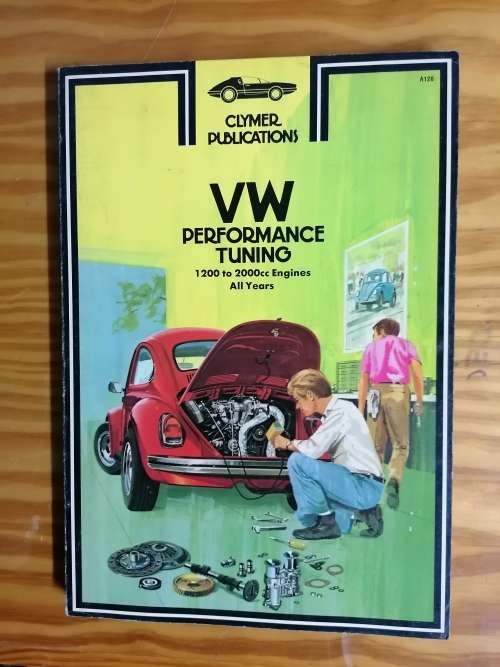 A128
CLYMER
PUBLICATIONS
VW
PERFORMANCE
TUNING
1200 to 2000cc Engines
All Years